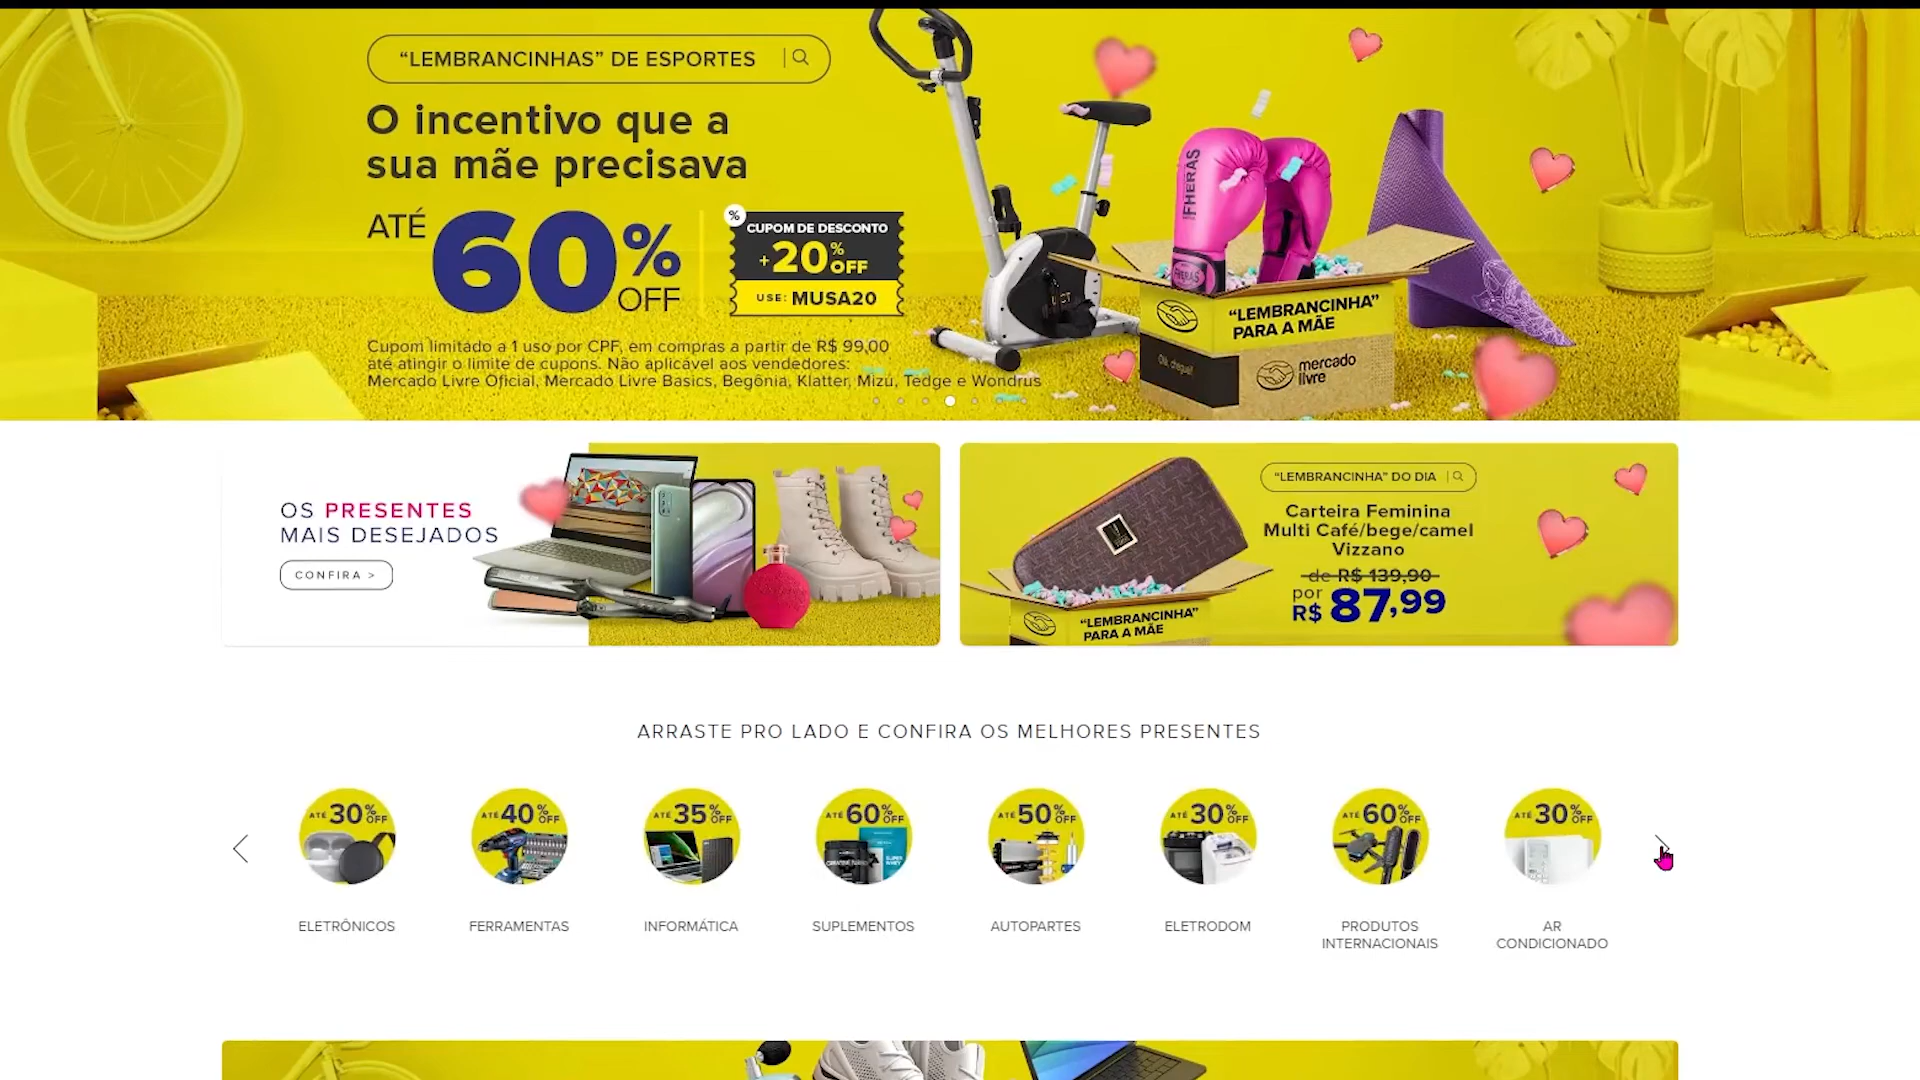 “LEMBRANCINHAS” DE ESPORTES
O incentivo que a
sua mãe precisava
ATÉ 60% OFF
%
CUPOM DE DESCONTO
+20% OFF
USE: MUSA20
Cupom limitado a 1 uso por CPF, em compras a partir de R$ 99,00
até atingir o limite de cupons. Não aplicável aos vendedores:
Mercado Livre Oficial, Mercado Livre Basics, Begônia, Klatter, Mizu, Tedge e Wondrus
FHERAS
FHERAS
“LEMBRANCINHA”
PARA A MÃE
Olá, cheguei!
mercado
livre
OS PRESENTES
MAIS DESEJADOS
CONFIRA >
“LEMBRANCINHA”
PARA A MÃE
“LEMBRANCINHA” DO DIA
Carteira Feminina
Multi Café/bege/camel
Vizzano
de R$ 139,90
por
R$ 87,99
ARRASTE PRO LADO E CONFIRA OS MELHORES PRESENTES
ATÉ 30% OFF
ATÉ 40% OFF
ATÉ 35% OFF
ATÉ 60% OFF
ATÉ 50% OFF
ATÉ 30% OFF
ATÉ 60% OFF
ATÉ 30% OFF
ELETRÔNICOS
FERRAMENTAS
INFORMÁTICA
SUPLEMENTOS
AUTOPARTES
ELETRODOM
PRODUTOS
INTERNACIONAIS
AR
CONDICIONADO